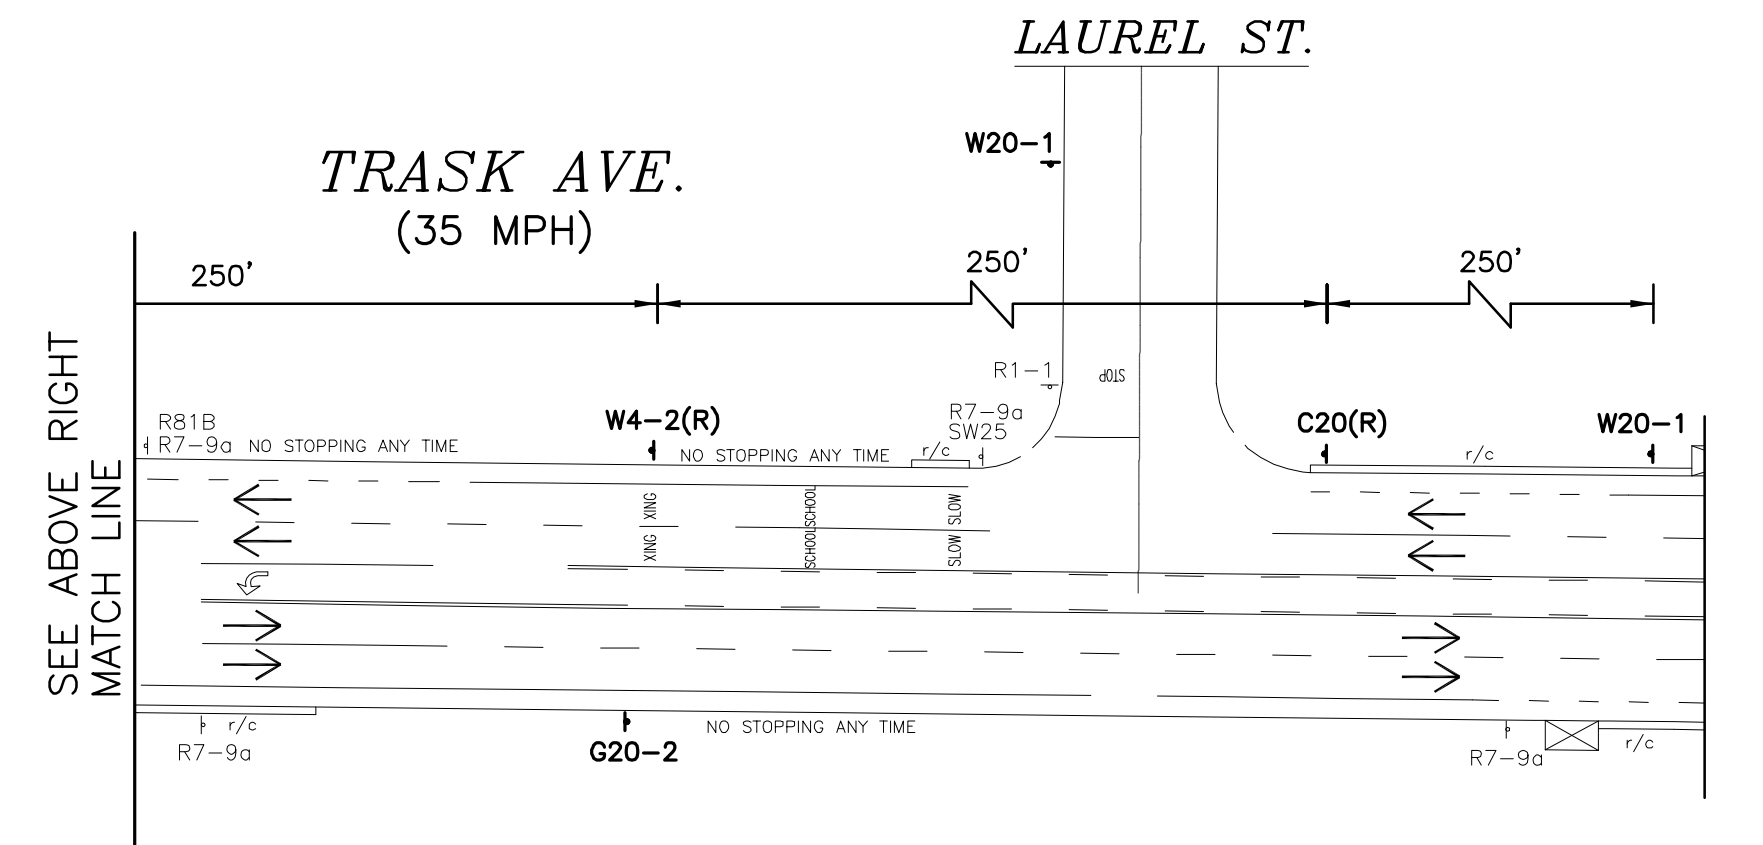 LAUREL ST.
W20-1
TRASK AVE.
(35 MPH)
250'
250'
250'
SEE ABOVE RIGHT
MATCH LINE
R1-1
STOP
R81B
R7-9a
NO STOPPING ANY TIME
W4-2(R)
NO STOPPING ANY TIME
R7-9a
SW25
r/c
C20(R)
r/c
W20-1
XING XING
SCHOOL SCHOOL
SLOW SLOW
r/c
R7-9a
G20-2
NO STOPPING ANY TIME
R7-9a
r/c